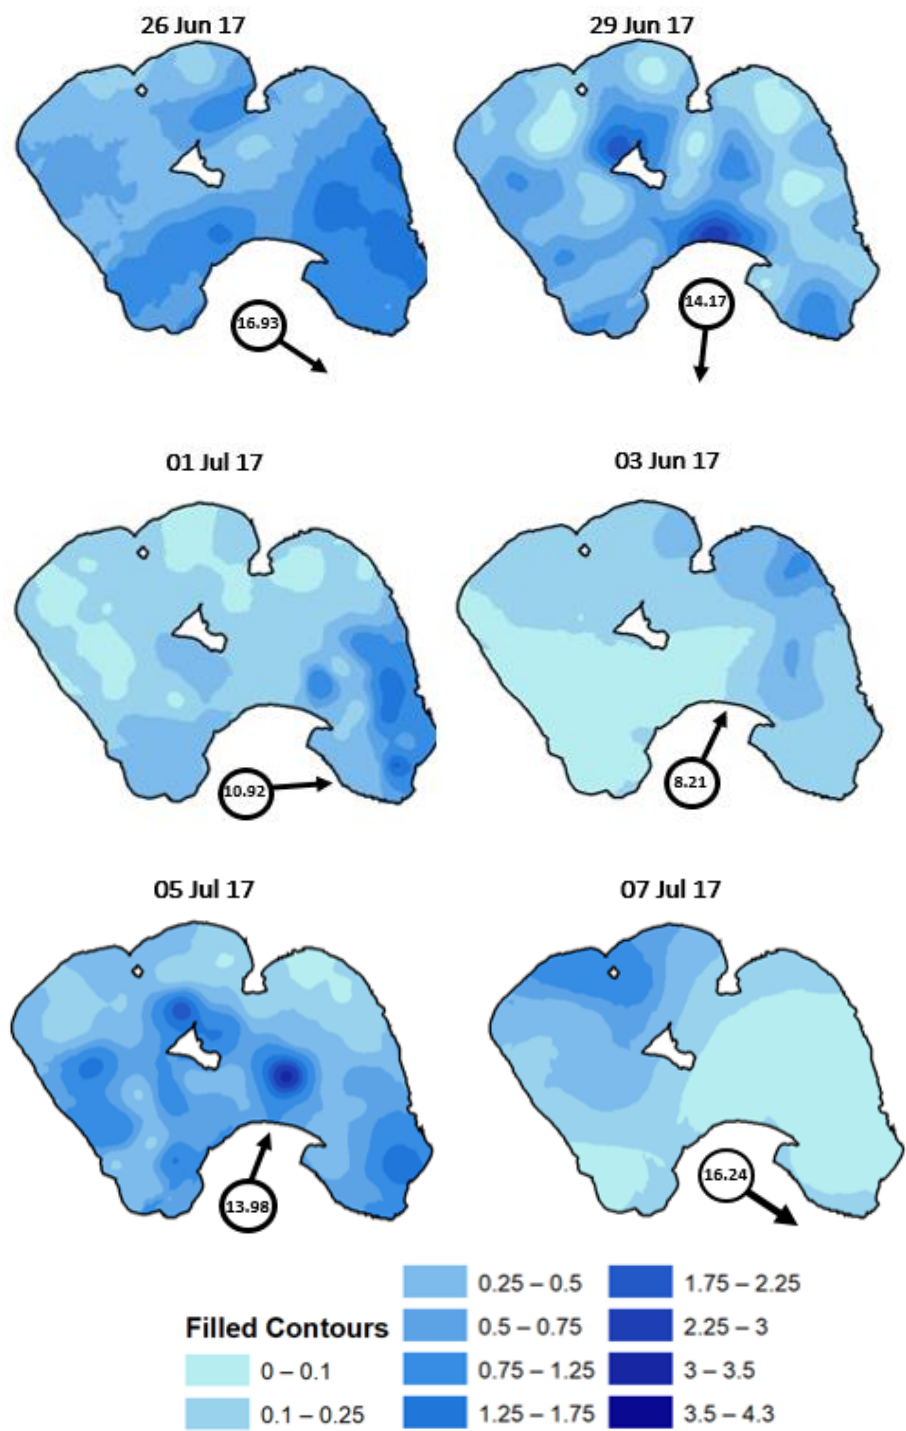 26 Jun 17
29 Jun 17
16.93
14.17
01 Jul 17
03 Jun 17
10.92
8.21
05 Jul 17
07 Jul 17
13.98
16.24
Filled Contours
0 – 0.1
0.1 – 0.25
0.25 – 0.5
0.5 – 0.75
0.75 – 1.25
1.25 – 1.75
1.75 – 2.25
2.25 – 3
3 – 3.5
3.5 – 4.3